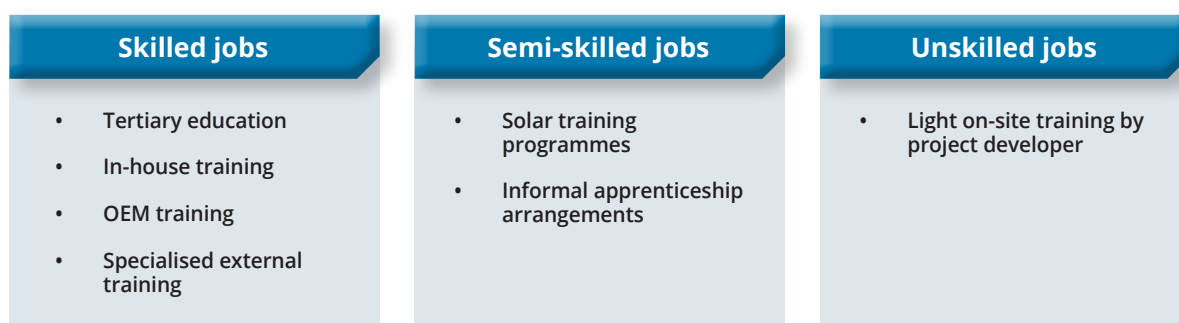 Skilled jobs
• Tertiary education
• In-house training
• OEM training
• Specialised external
training
Semi-skilled jobs
• Solar training
programmes
• Informal apprenticeship
arrangements
Unskilled jobs
• Light on-site training by
project developer